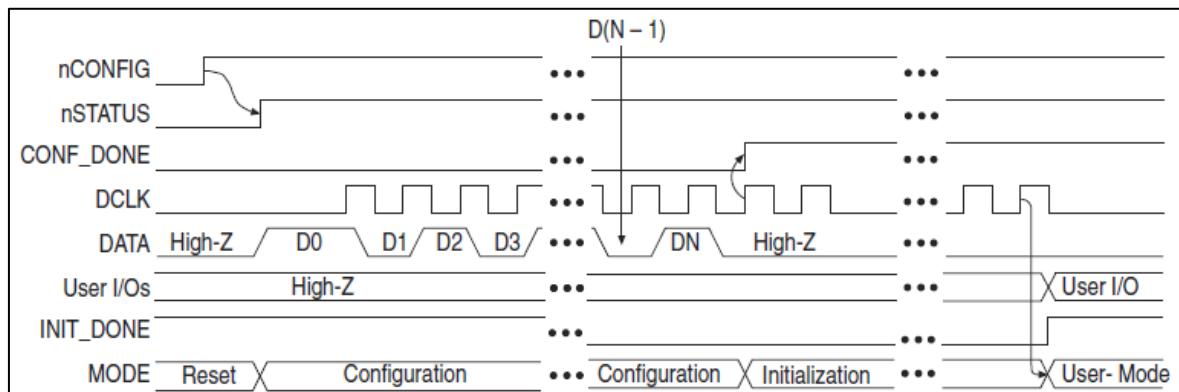 D(N – 1)
nCONFIG
nSTATUS
CONF_DONE
DCLK
DATA High-Z D0 D1 D2 D3 DN High-Z
User I/Os High-Z User I/O
INIT_DONE
MODE Reset Configuration Configuration Initialization User- Mode